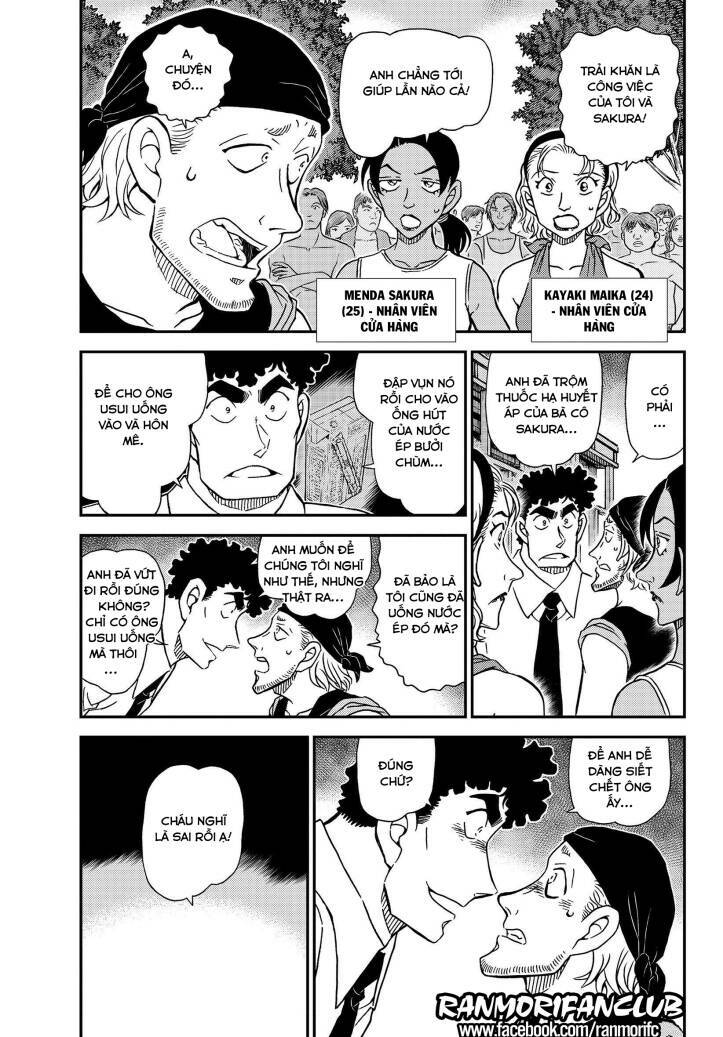 TRẢI KHĂN LÀ
CÔNG VIỆC
CỦA TÔI VÀ
SAKURA!
ANH CHẲNG TỚI
GIÚP LẦN NÃO CẢ!
A,
CHUYỆN
ĐÓ...
KAYAKI MAIKA (24)
- NHÂN VIÊN CỬA
HÀNG
MENDA SAKURA
(25) - NHÂN VIÊN
CỬA HÀNG
CÓ
PHẢI
...
ANH ĐÃ TRỘM
THUỐC HẠ HUYẾT
ÁP CỦA BÀ CÔ
SAKURA...
ĐẬP VỤN NÓ
RỒI CHO VÀO
ỐNG HÚT
CỦA NƯỚC
ÉP BƯỞI
CHÙM...
ĐỂ CHO ÔNG
USUI UỐNG
VÀO VÀ HÔN
MÊ.
ĐÃ BẢO LÀ
TÔI CŨNG ĐÃ
UỐNG NƯỚC
ÉP ĐÓ MÀ?
ANH MUỐN ĐỂ
CHÚNG TÔI NGHĨ
NHƯ THẾ, NHƯNG
THẬT RA...
ANH ĐÃ VỨT
ĐI RỒI ĐÚNG
KHÔNG?
CHỈ CÓ ÔNG
USUI UỐNG
MÀ THÔI
...
ĐỂ ANH DỄ
DÀNG SIẾT
CHẾT ÔNG
ẤY...
ĐÚNG
CHỨ?
CHÁU NGHĨ
LÀ SAI RỒI Ạ!
RANMORIFANCLUB
www.facebook.com/ranmorifc